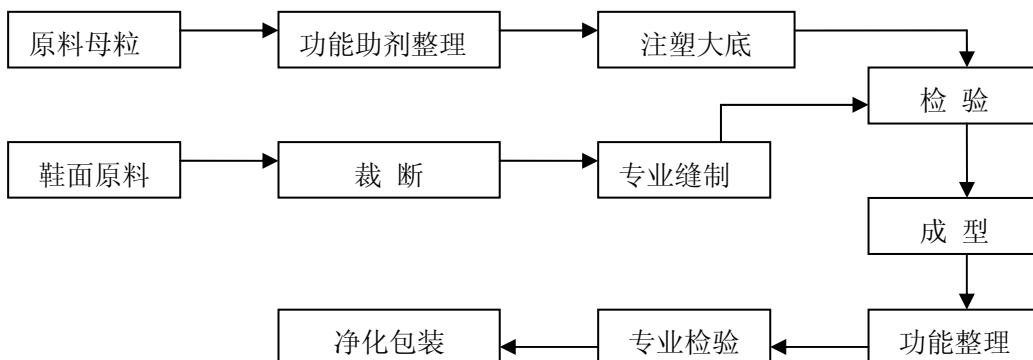 原料母粒
功能助剂整理
注塑大底
检 验
鞋面原料
裁 断
专业缝制
成 型
功能整理
专业检验
净化包装